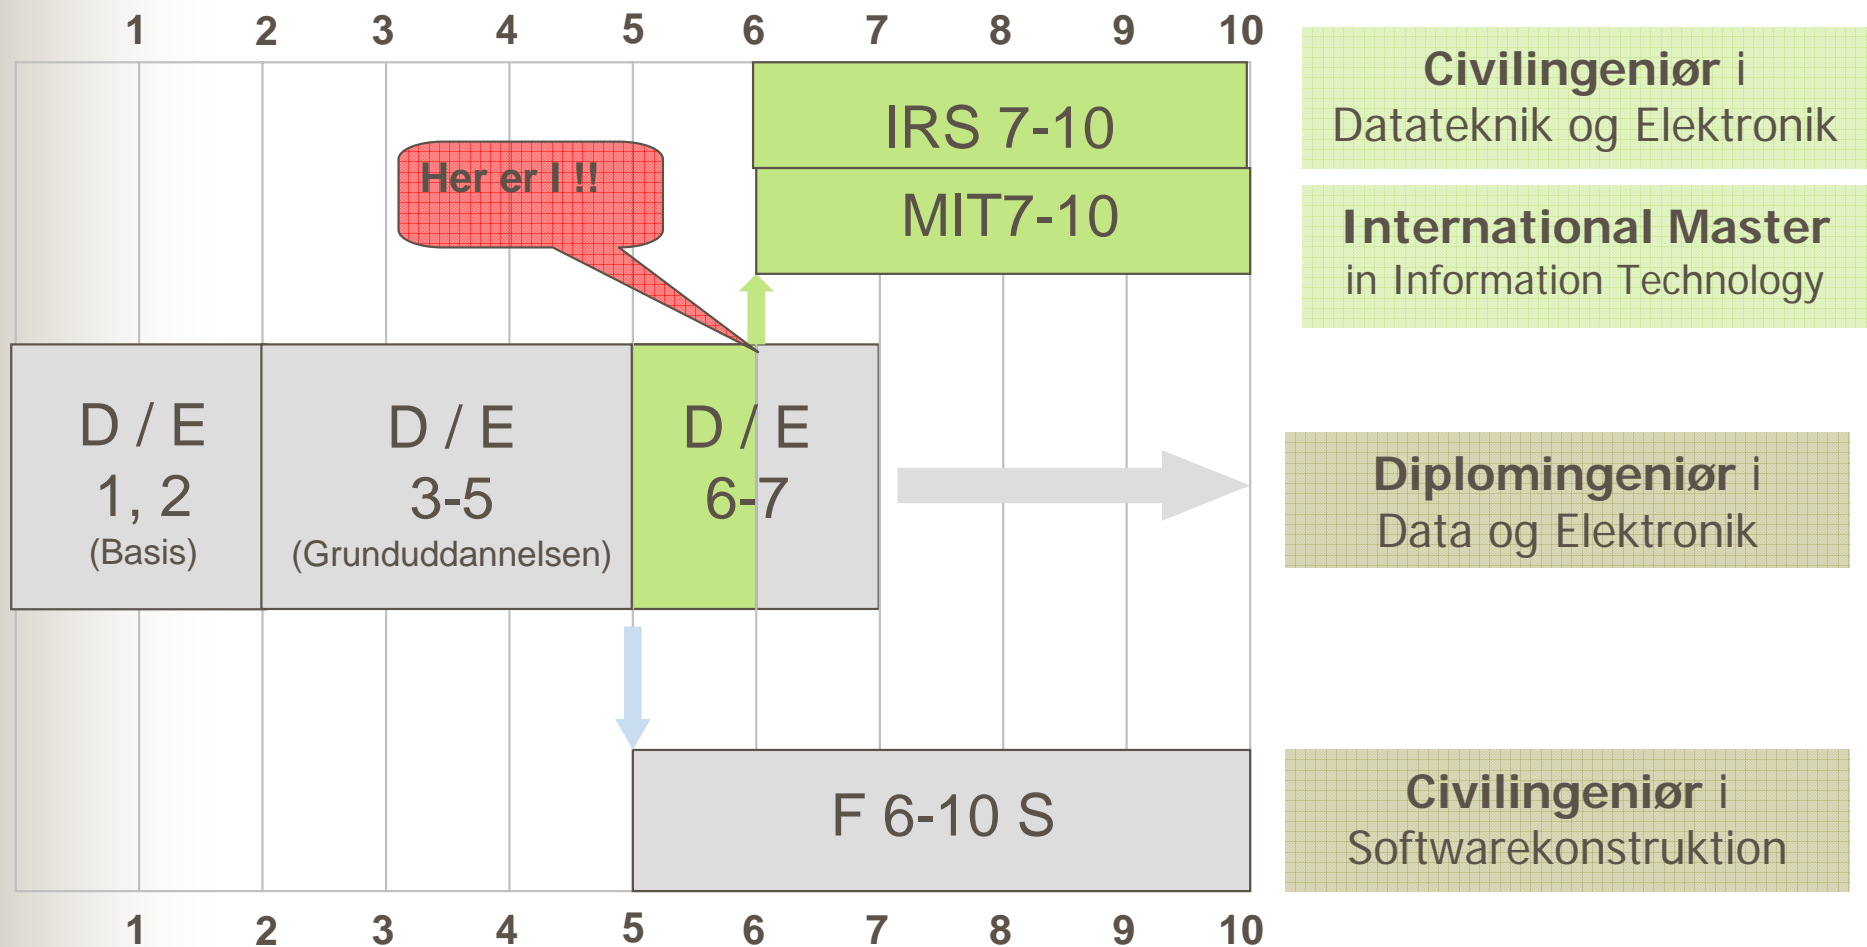 1 2 3 4 5 6 7 8 9 10
IRS 7-10
MIT7-10
Her er I !!
Civilingeniør i
Datateknik og Elektronik
International Master
in Information Technology
D / E
1, 2
(Basis)
D / E
3-5
(Grunduddannelsen)
D / E
6-7
Diplomingeniør i
Data og Elektronik
F 6-10 S
Civilingeniør i
Softwarekonstruktion
1 2 3 4 5 6 7 8 9 10